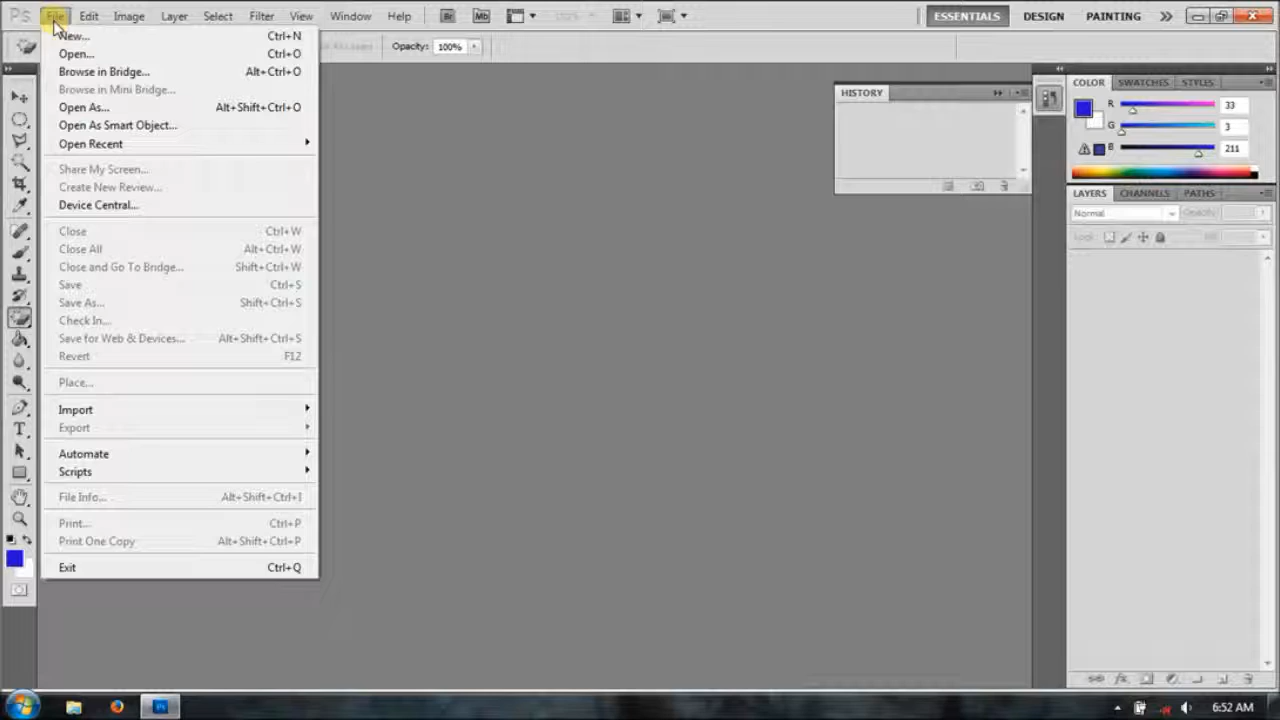 Ps File Edit Image Layer Select Filter View Window Help Br Mb ESSENTIALS DESIGN PAINTING
Opacity: 100%
New... Ctrl+N
Open... Ctrl+O
Browse in Bridge... Alt+Ctrl+O
Browse in Mini Bridge...
Open As... Alt+Shift+Ctrl+O
Open As Smart Object...
Open Recent
Share My Screen...
Create New Review...
Device Central...
Close Ctrl+W
Close All Alt+Ctrl+W
Close and Go To Bridge... Shift+Ctrl+W
Save Ctrl+S
Save As... Shift+Ctrl+S
Check In...
Save for Web & Devices... Alt+Shift+Ctrl+S
Revert F12
Place...
Import
Export
Automate
Scripts
File Info... Alt+Shift+Ctrl+I
Print... Ctrl+P
Print One Copy Alt+Shift+Ctrl+P
Exit Ctrl+Q
HISTORY
COLOR SWATCHES STYLES
R 33
G 3
B 211
LAYERS CHANNELS PATHS
Normal Opacity:
Lock:
6:52 AM